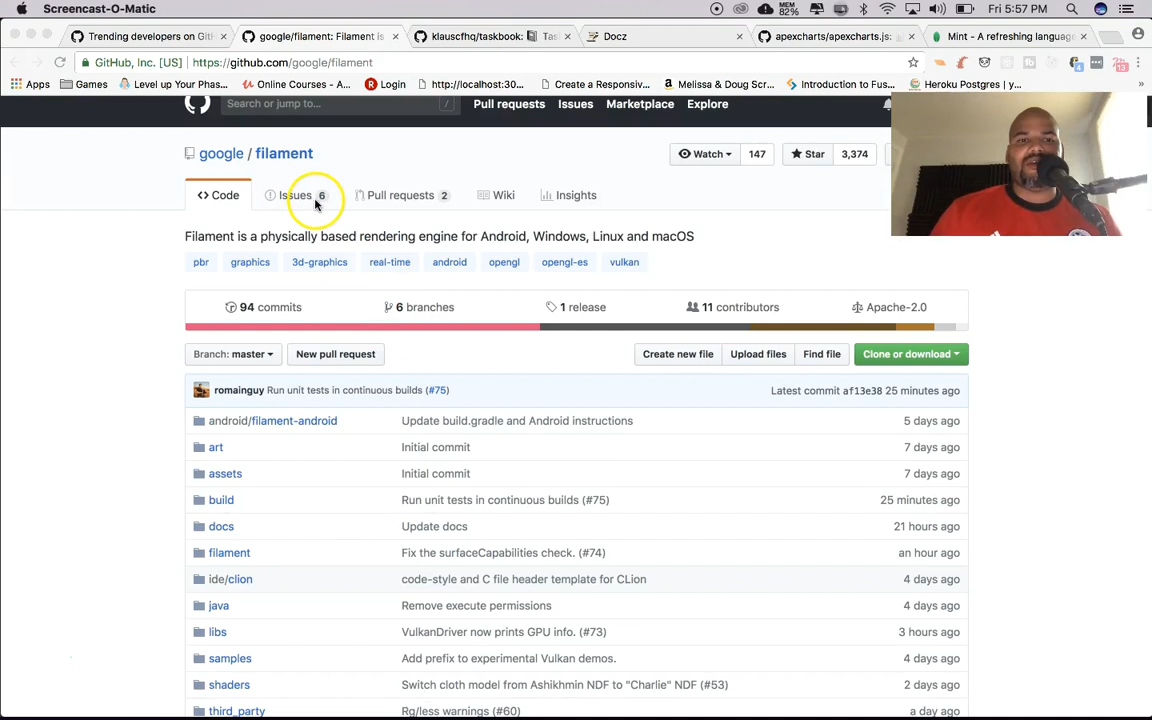 Screencast-O-Matic MEM 82% Fri 5:57 PM
Trending developers on GitH × google/filament: Filament is × klauscfhq/taskbook: Tas × Docz × apexcharts/apexcharts.js: × Mint - A refreshing language ×
GitHub, Inc. [US] | https://github.com/google/filament 4 13
Apps Games Level up Your Phas... Online Courses - A... Login http://localhost:30... Create a Responsiv... Melissa & Doug Scr... Introduction to Fus... Heroku Postgres | y... »
Search or jump to... / Pull requests Issues Marketplace Explore
google / filament Watch 147 Star 3,374
Code Issues 6 Pull requests 2 Wiki Insights
Filament is a physically based rendering engine for Android, Windows, Linux and macOS
pbr graphics 3d-graphics real-time android opengl opengl-es vulkan
94 commits 6 branches 1 release 11 contributors Apache-2.0
Branch: master New pull request Create new file Upload files Find file Clone or download
romainguy Run unit tests in continuous builds (#75) Latest commit af13e38 25 minutes ago
android/filament-android Update build.gradle and Android instructions 5 days ago
art Initial commit 7 days ago
assets Initial commit 7 days ago
build Run unit tests in continuous builds (#75) 25 minutes ago
docs Update docs 21 hours ago
filament Fix the surfaceCapabilities check. (#74) an hour ago
ide/clion code-style and C file header template for CLion 4 days ago
java Remove execute permissions 4 days ago
libs VulkanDriver now prints GPU info. (#73) 3 hours ago
samples Add prefix to experimental Vulkan demos. 4 days ago
shaders Switch cloth model from Ashikhmin NDF to "Charlie" NDF (#53) 2 days ago
third_party Rg/less warnings (#60) 2 days ago